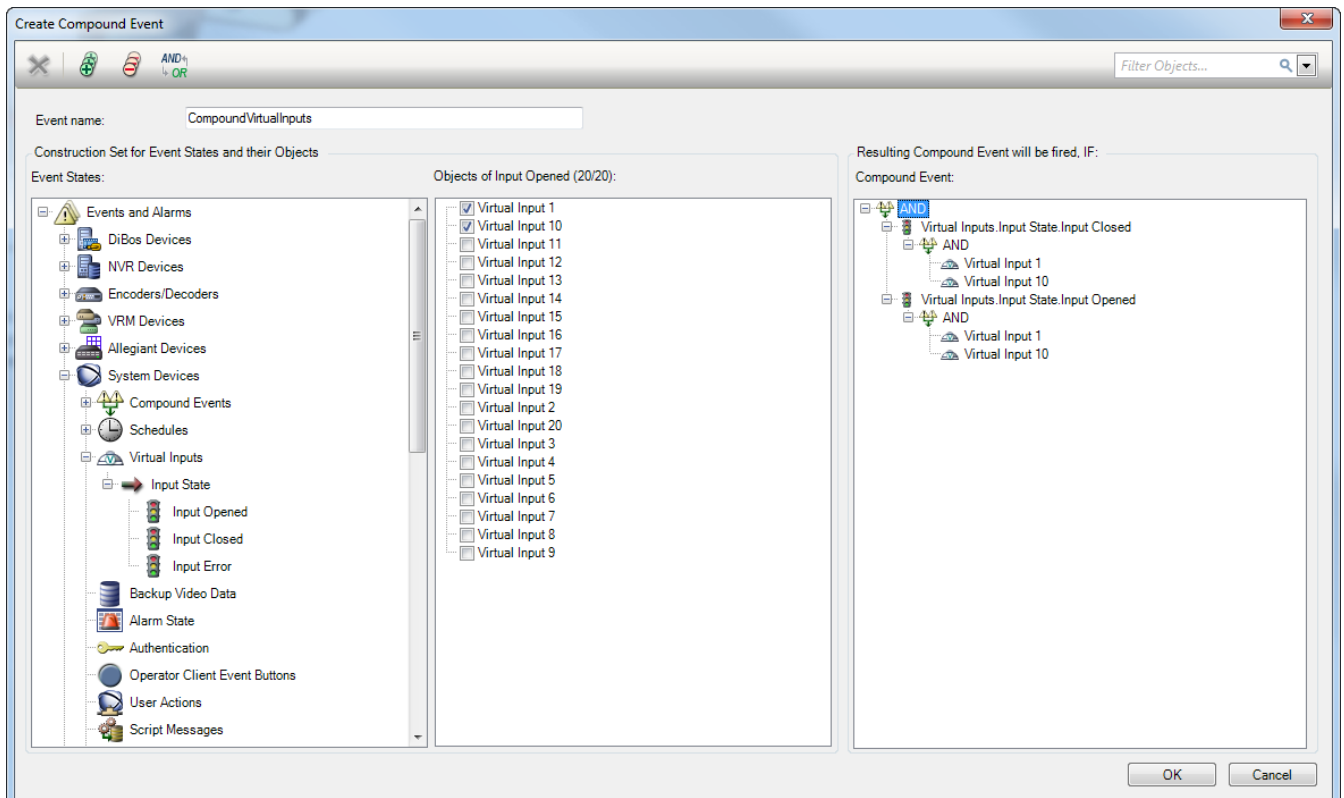 Create Compound Event
AND
OR
Filter Objects...
Event name:
CompoundVirtualInputs
Construction Set for Event States and their Objects
Event States:
Events and Alarms
DiBos Devices
NVR Devices
Encoders/Decoders
VRM Devices
Allegiant Devices
System Devices
Compound Events
Schedules
Virtual Inputs
Input State
Input Opened
Input Closed
Input Error
Backup Video Data
Alarm State
Authentication
Operator Client Event Buttons
User Actions
Script Messages
Objects of Input Opened (20/20):
Virtual Input 1
Virtual Input 10
Virtual Input 11
Virtual Input 12
Virtual Input 13
Virtual Input 14
Virtual Input 15
Virtual Input 16
Virtual Input 17
Virtual Input 18
Virtual Input 19
Virtual Input 2
Virtual Input 20
Virtual Input 3
Virtual Input 4
Virtual Input 5
Virtual Input 6
Virtual Input 7
Virtual Input 8
Virtual Input 9
Resulting Compound Event will be fired, IF:
Compound Event:
AND
Virtual Inputs.Input State.Input Closed
AND
Virtual Input 1
Virtual Input 10
Virtual Inputs.Input State.Input Opened
AND
Virtual Input 1
Virtual Input 10
OK
Cancel